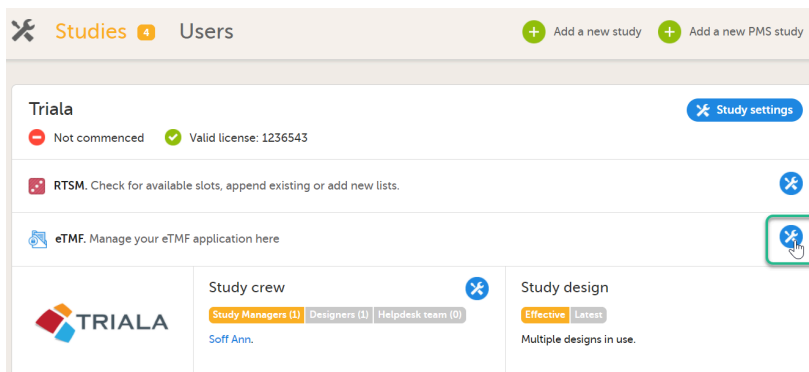 Studies 4 Users Add a new study Add a new PMS study
Triala Study settings
Not commenced Valid license: 1236543
RTSM. Check for available slots, append existing or add new lists.
eTMF. Manage your eTMF application here
TRIALA
Study crew
Study Managers (1) Designers (1) Helpdesk team (0)
Soff Ann.
Study design
Effective Latest
Multiple designs in use.